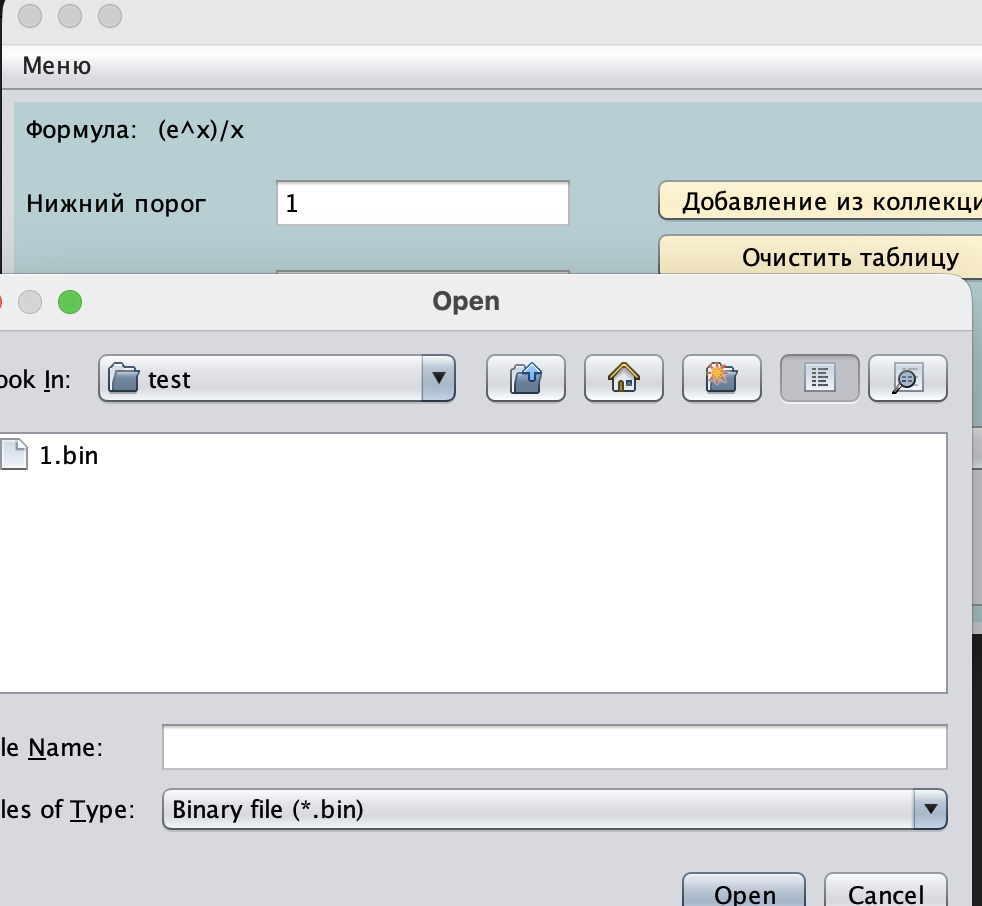 Меню
Формула: (e^x)/x
Нижний порог
1
Добавление из коллекци
Очистить таблицу
Open
ook In:
test
1.bin
le Name:
les of Type:
Binary file (*.bin)
Open
Cancel